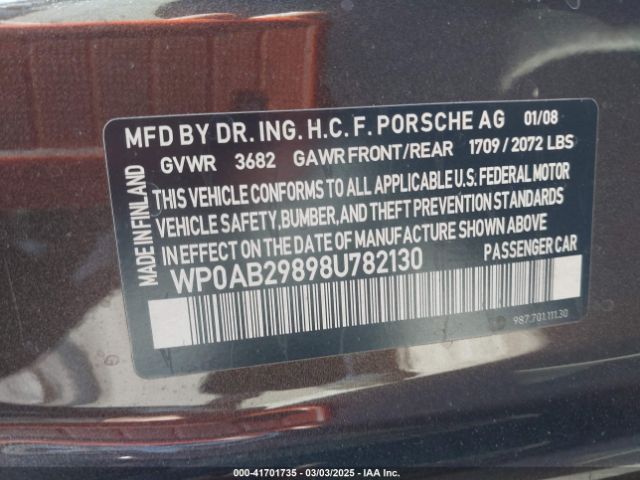 MFD BY DR. ING. H.C. F. PORSCHE AG 01/08
GVWR 3682 GAWR FRONT/REAR 1709 / 2072 LBS
MADE IN FINLAND
THIS VEHICLE CONFORMS TO ALL APPLICABLE U.S. FEDERAL MOTOR
VEHICLE SAFETY, BUMPER, AND THEFT PREVENTION STANDARDS
IN EFFECT ON THE DATE OF MANUFACTURE SHOWN ABOVE
WP0AB29898U782130 PASSENGER CAR
987.701.111.30
000-41701735 - 03/03/2025 - IAA Inc.